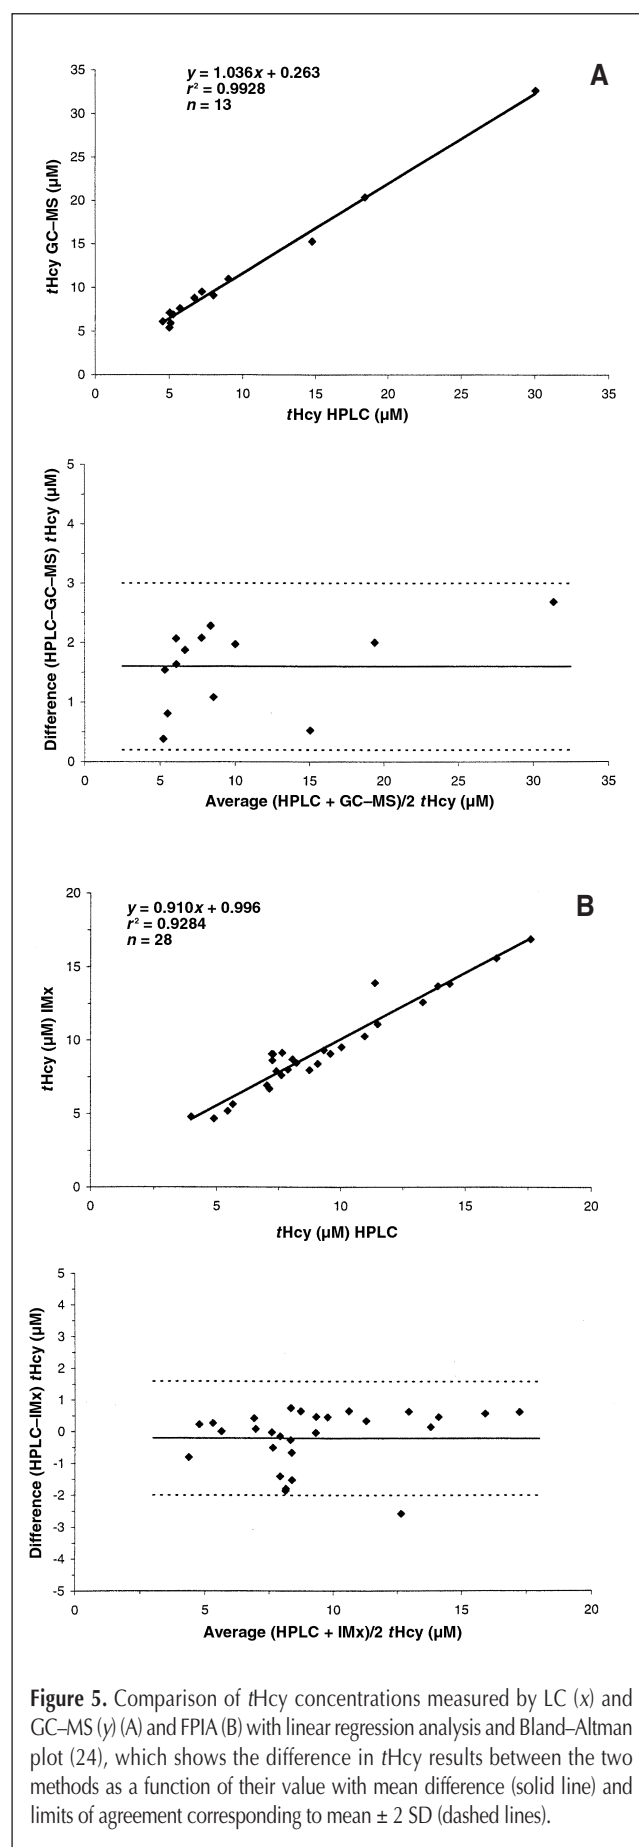 A
y = 1.036x + 0.263
r² = 0.9928
n = 13
tHcy GC–MS (µM)
35
30
25
20
15
10
5
0
0 5 10 15 20 25 30 35
tHcy HPLC (µM)
Difference (HPLC–GC–MS) tHcy (µM)
5
4
3
2
1
0
0 5 10 15 20 25 30 35
Average (HPLC + GC–MS)/2 tHcy (µM)
B
y = 0.910x + 0.996
r² = 0.9284
n = 28
tHcy (µM) IMx
20
15
10
5
0
0 5 10 15 20
tHcy (µM) HPLC
Difference (HPLC–IMx) tHcy (µM)
5
4
3
2
1
0
-1
-2
-3
-4
-5
0 5 10 15 20
Average (HPLC + IMx)/2 tHcy (µM)
Figure 5. Comparison of tHcy concentrations measured by LC (x) and
GC–MS (y) (A) and FPIA (B) with linear regression analysis and Bland–Altman
plot (24), which shows the difference in tHcy results between the two
methods as a function of their value with mean difference (solid line) and
limits of agreement corresponding to mean ± 2 SD (dashed lines).